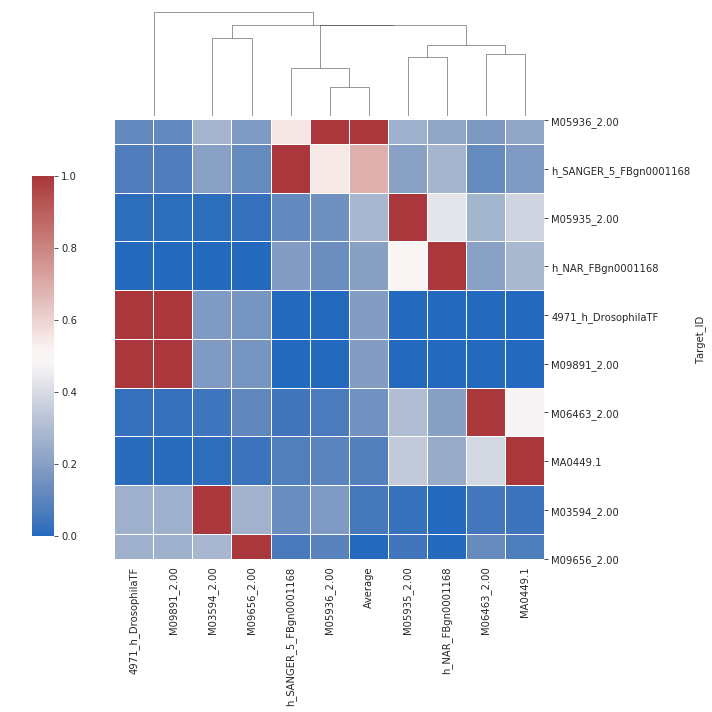 M05936_2.00
h_SANGER_5_FBgn0001168
M05935_2.00
h_NAR_FBgn0001168
4971_h_DrosophilaTF
M09891_2.00
M06463_2.00
MA0449.1
M03594_2.00
M09656_2.00
Target_ID
1.0
0.8
0.6
0.4
0.2
0.0
4971_h_DrosophilaTF
M09891_2.00
M03594_2.00
M09656_2.00
h_SANGER_5_FBgn0001168
M05936_2.00
Average
M05935_2.00
h_NAR_FBgn0001168
M06463_2.00
MA0449.1